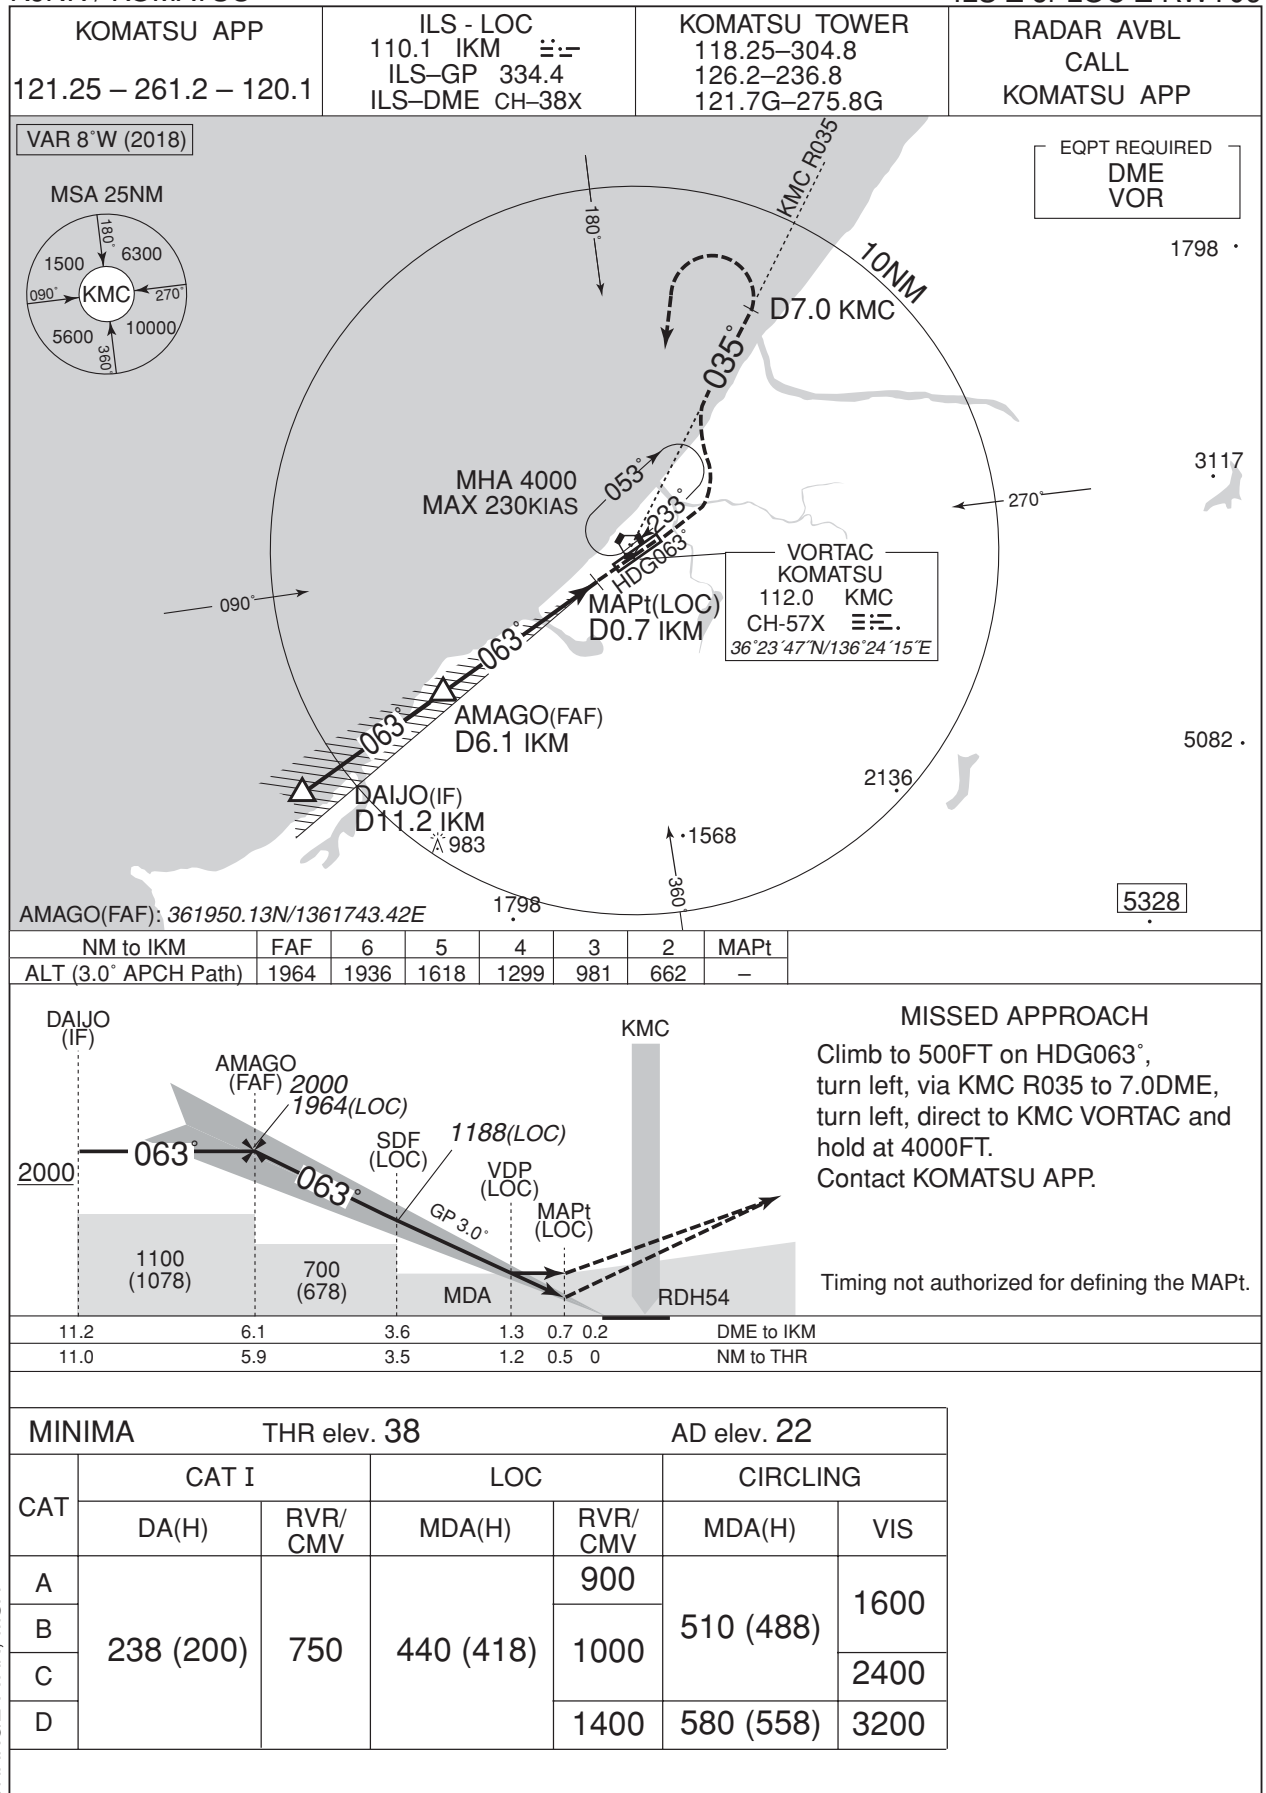 KOMATSU APP
121.25 – 261.2 – 120.1
ILS - LOC
110.1 IKM
ILS–GP 334.4
ILS–DME CH–38X
KOMATSU TOWER
118.25–304.8
126.2–236.8
121.7G–275.8G
RADAR AVBL
CALL
KOMATSU APP
VAR 8˚W (2018)
MSA 25NM
180˚
1500
6300
090˚
KMC
270˚
5600
10000
360˚
EQPT REQUIRED
DME
VOR
KMC R035
180˚
10NM
1798
D7.0 KMC
035˚
3117
MHA 4000
MAX 230KIAS
053˚
233˚
270˚
HDG063˚
VORTAC
KOMATSU
112.0 KMC
CH-57X
36˚23´47˝N/136˚24´15˝E
090˚
MAPt(LOC)
D0.7 IKM
063˚
AMAGO(FAF)
D6.1 IKM
063˚
5082
2136
DAIJO(IF)
D11.2 IKM
983
1568
360˚
1798
5328
AMAGO(FAF): 361950.13N/1361743.42E
NM to IKM FAF 6 5 4 3 2 MAPt
ALT (3.0˚ APCH Path) 1964 1936 1618 1299 981 662 –
DAIJO
(IF)
AMAGO
(FAF)
2000
1964(LOC)
SDF
(LOC)
1188(LOC)
VDP
(LOC)
MAPt
(LOC)
KMC
2000
063˚
063˚
GP 3.0˚
1100
(1078)
700
(678)
MDA
RDH54
MISSED APPROACH
Climb to 500FT on HDG063˚,
turn left, via KMC R035 to 7.0DME,
turn left, direct to KMC VORTAC and
hold at 4000FT.
Contact KOMATSU APP.
Timing not authorized for defining the MAPt.
11.2 6.1 3.6 1.3 0.7 0.2 DME to IKM
11.0 5.9 3.5 1.2 0.5 0 NM to THR
MINIMA THR elev. 38 AD elev. 22
CAT CAT I LOC CIRCLING
DA(H) RVR/CMV MDA(H) RVR/CMV MDA(H) VIS
A 238 (200) 750 440 (418) 900 510 (488) 1600
B 1000
C 2400
D 1400 580 (558) 3200